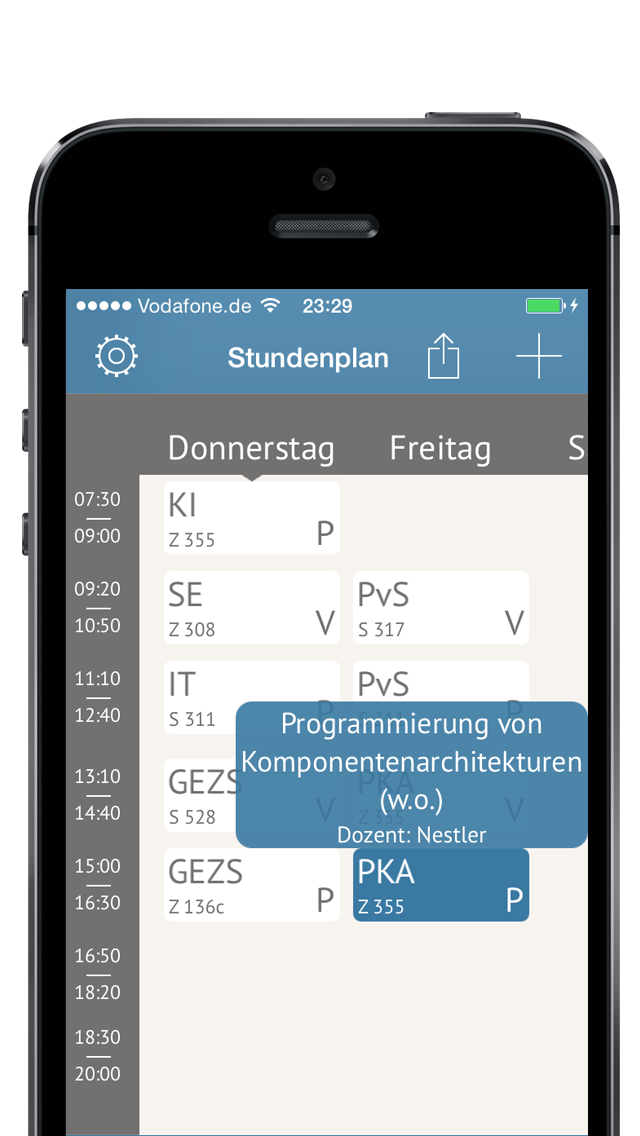 Vodafone.de 23:29
Stundenplan
Donnerstag Freitag S
07:30
09:00
KI
Z 355 P
09:20
10:50
SE
Z 308 V
PvS
S 317 V
11:10
12:40
IT
S 311 P
PvS
S 311 P
Programmierung von
Komponentenarchitekturen
(w.o.)
Dozent: Nestler
13:10
14:40
GEZS
S 528 V
PKA
Z 355 V
15:00
16:30
GEZS
Z 136c P
PKA
Z 355 P
16:50
18:20
18:30
20:00